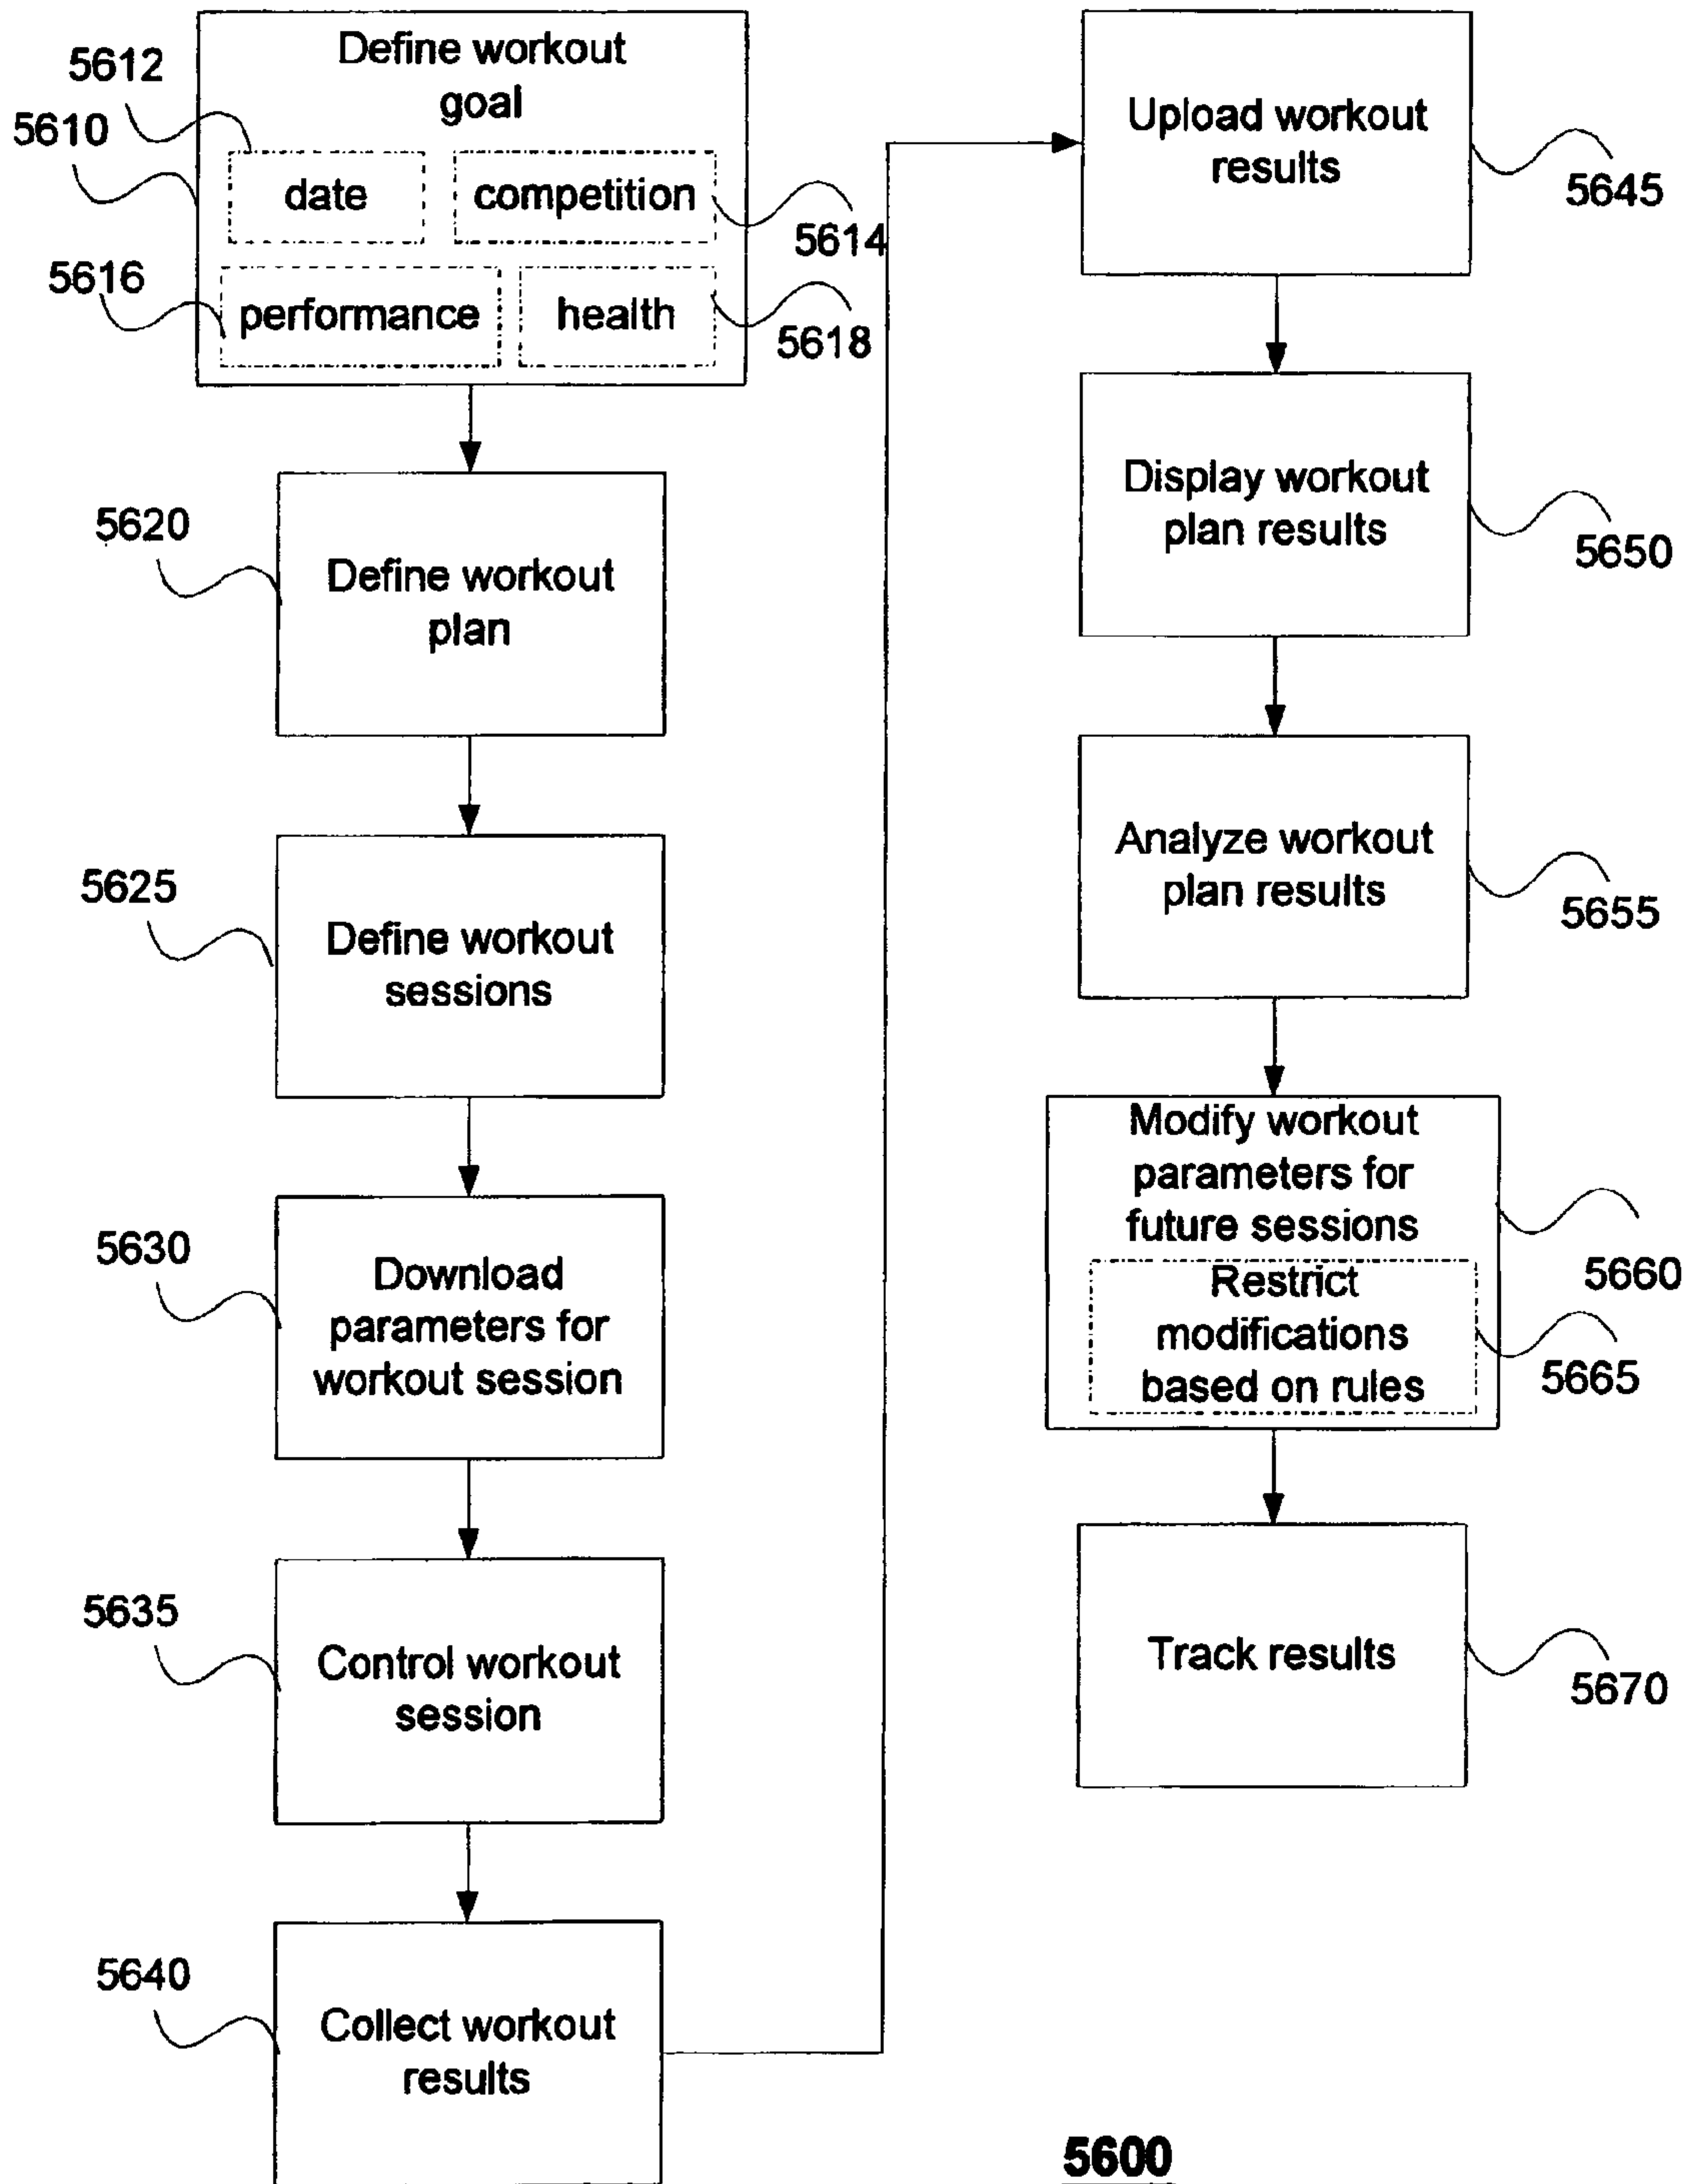 Define workout
goal
5612
5610
date
competition
5614
5616
performance
health
5618
5620
Define workout
plan
5625
Define workout
sessions
5630
Download
parameters for
workout session
5635
Control workout
session
5640
Collect workout
results
Upload workout
results
5645
Display workout
plan results
5650
Analyze workout
plan results
5655
Modify workout
parameters for
future sessions
5660
Restrict
modifications
based on rules
5665
Track results
5670
5600